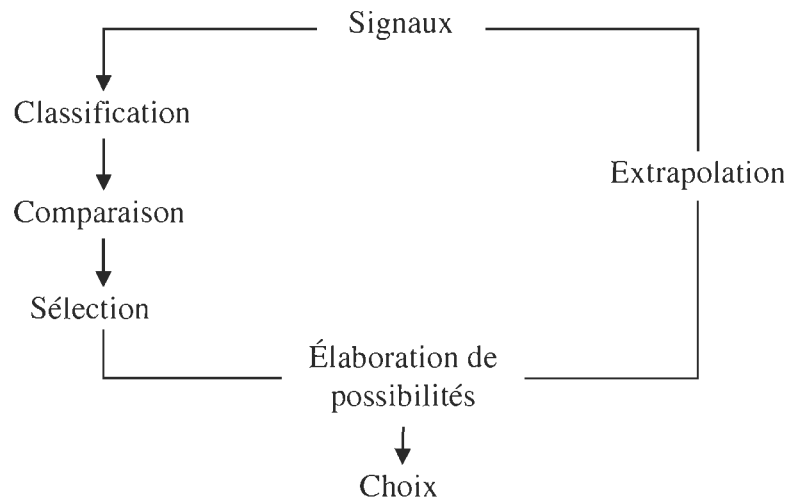 Signaux
Classification
Comparaison
Sélection
Extrapolation
Élaboration de
possibilités
Choix